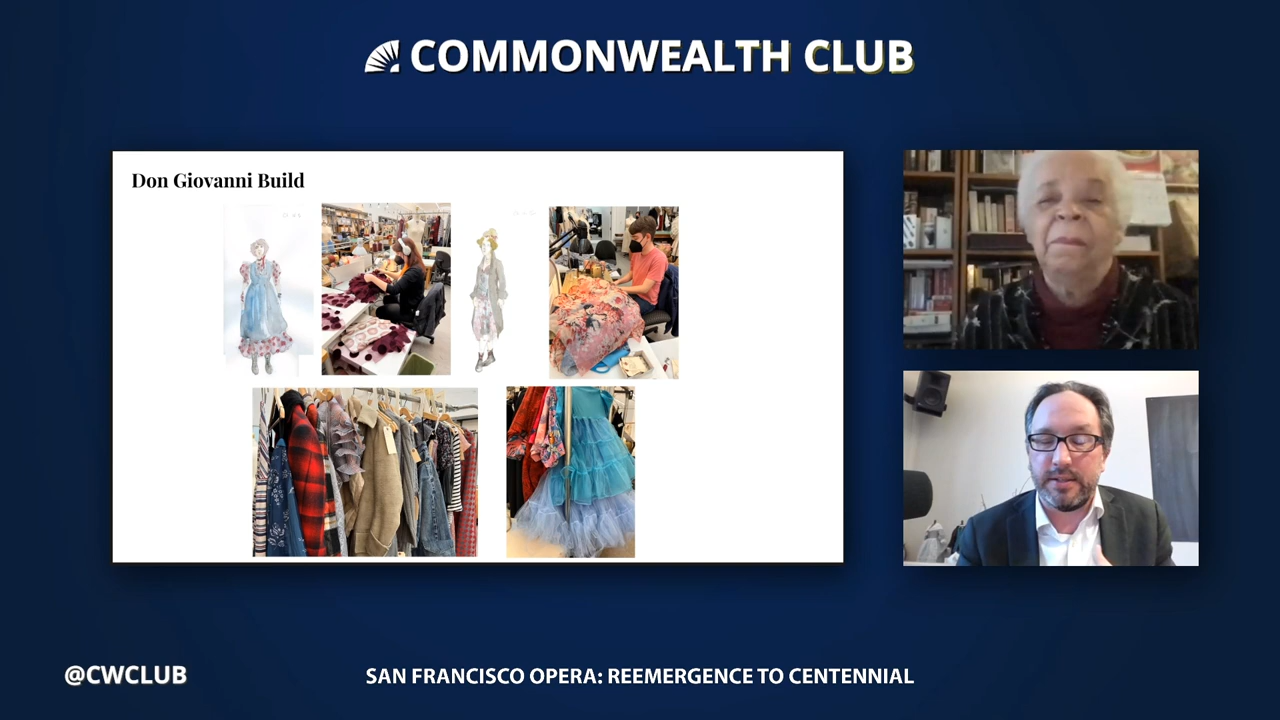 COMMONWEALTH CLUB
Don Giovanni Build
@CWCLUB
SAN FRANCISCO OPERA: REEMERGENCE TO CENTENNIAL